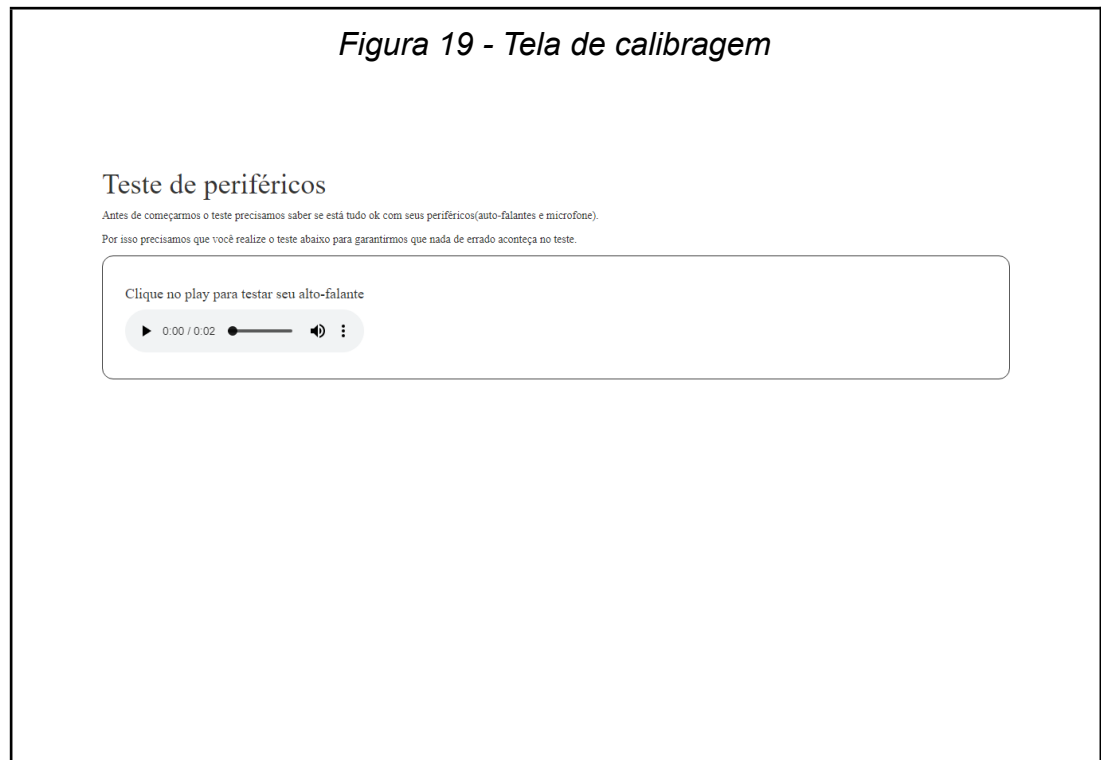 Figura 19 - Tela de calibragem
Teste de periféricos
Antes de começarmos o teste precisamos saber se está tudo ok com seus periféricos(auto-falantes e microfone).
Por isso precisamos que você realize o teste abaixo para garantirmos que nada de errado aconteça no teste.
Clique no play para testar seu alto-falante
0:00 / 0:02